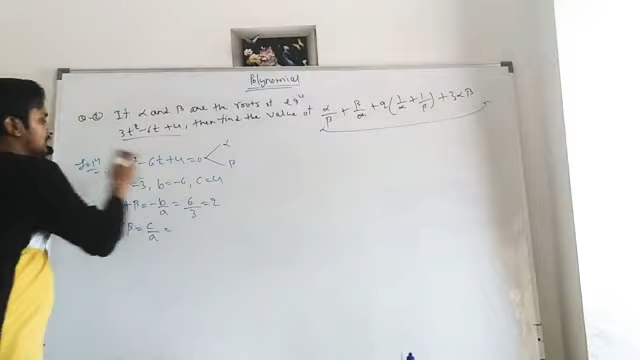 Polynomial
Q-① If α and β are the roots of eqⁿ
3t²-6t+4, then find the value of α/β + β/α + 2(1/α + 1/β) + 3αβ
Solⁿ - 6t+4=0 α
β
3, b=-6, c=4
+β = -b/a = 6/3 = 2
β = c/a =